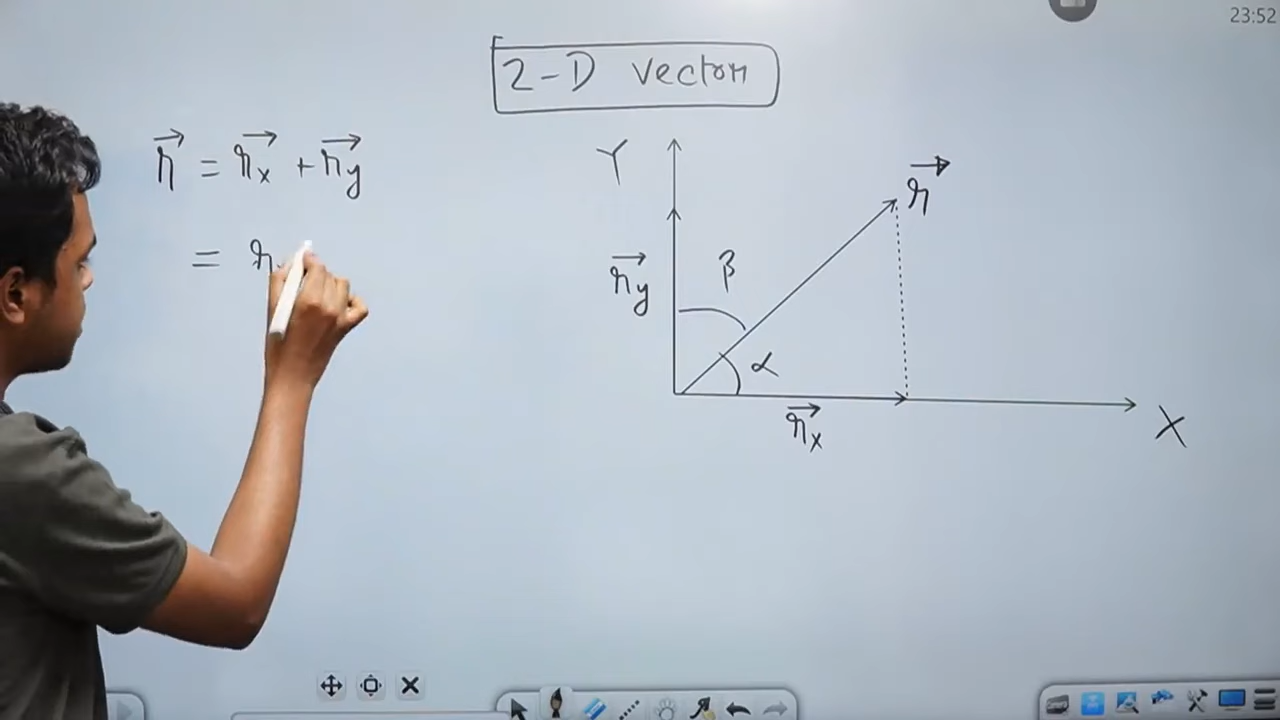 23:52
2-D vector
r⃗ = r⃗ₓ + r⃗y
= r
Y
r⃗
r⃗y
β
α
r⃗ₓ
X